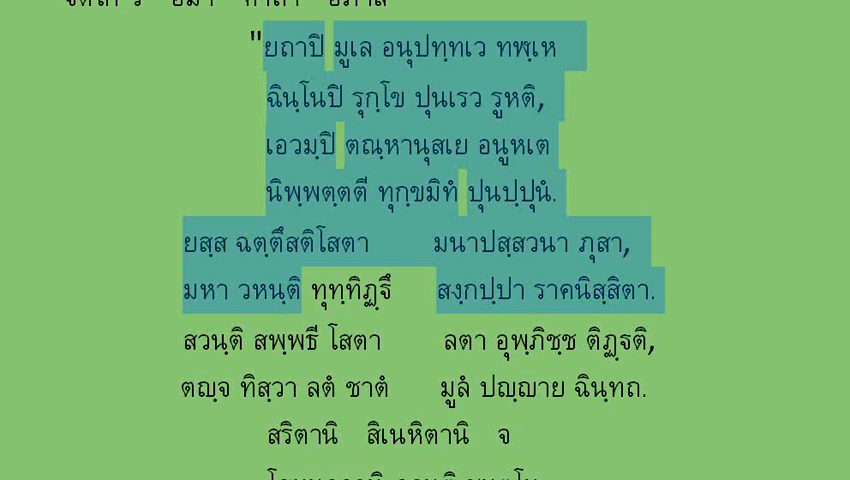 "ยถาปิ มูเล อนุปทฺทเว ทฬฺเห
ฉินฺโนปิ รุกฺโข ปุนเรว รูหติ,
เอวมฺปิ ตณฺหานุสเย อนูหเต
นิพฺพตฺตตี ทุกฺขมิทํ ปุนปฺปุนํ.
ยสฺส ฉตฺตึสติโสตา มนาปสฺสวนา ภุสา,
มหา วหนฺติ ทุทฺทิฏฺจึ สงฺกปฺปา ราคนิสฺสิตา.
สวนฺติ สพฺพธี โสตา ลตา อุพฺภิชฺช ติฏฺฐติ,
ตญฺจ ทิสฺวา ลตํ ชาตํ มูลํ ปญฺญาย ฉินฺทถ.
สริตานิ สิเนหิตานิ จ